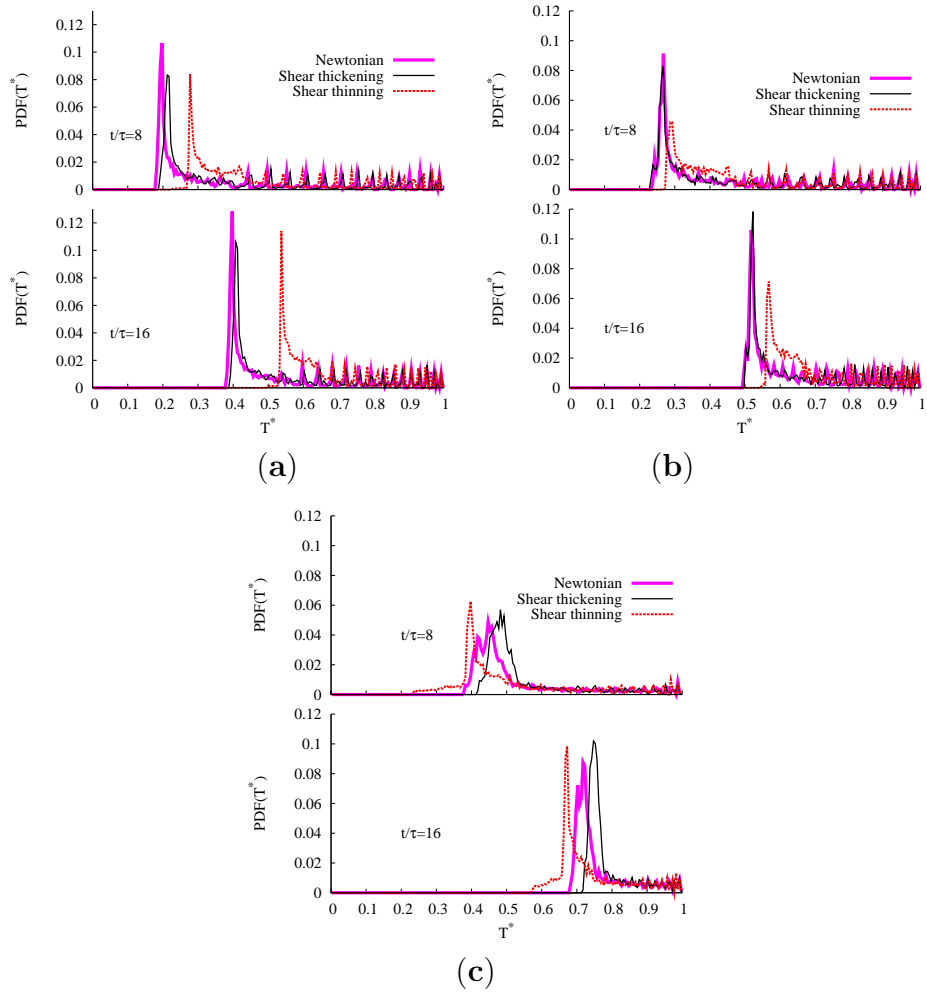 0.12
0.1
0.08
0.06
0.04
0.02
0
PDF(T*)
Newtonian
Shear thickening
Shear thinning
t/τ=8
0.12
0.1
0.08
0.06
0.04
0.02
0
PDF(T*)
t/τ=16
0 0.1 0.2 0.3 0.4 0.5 0.6 0.7 0.8 0.9 1
T*
(a)
0.12
0.1
0.08
0.06
0.04
0.02
0
PDF(T*)
Newtonian
Shear thickening
Shear thinning
t/τ=8
0.12
0.1
0.08
0.06
0.04
0.02
0
PDF(T*)
t/τ=16
0 0.1 0.2 0.3 0.4 0.5 0.6 0.7 0.8 0.9 1
T*
(b)
0.12
0.1
0.08
0.06
0.04
0.02
0
PDF(T*)
Newtonian
Shear thickening
Shear thinning
t/τ=8
0.12
0.1
0.08
0.06
0.04
0.02
0
PDF(T*)
t/τ=16
0 0.1 0.2 0.3 0.4 0.5 0.6 0.7 0.8 0.9 1
T*
(c)